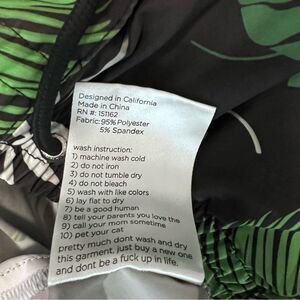 Designed in California
Made in China
RN #: 151162
Fabric: 95% Polyester
5% Spandex
wash instruction:
1) machine wash cold
2) do not iron
3) do not tumble dry
4) do not bleach
5) wash with like colors
6) lay flat to dry
7) be a good human
8) tell your parents you love the
9) call your mom sometime
10) pet your cat
pretty much dont wash and dry
this garment, just buy a new one
and dont be a fuck up in life.